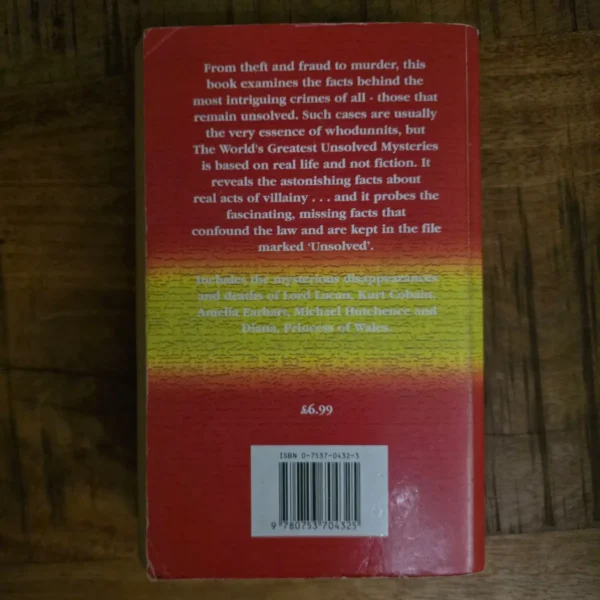 From theft and fraud to murder, this
book examines the facts behind the
most intriguing crimes of all - those that
remain unsolved. Such cases are usually
the very essence of whodunnits, but
The World's Greatest Unsolved Mysteries
is based on real life and not fiction. It
reveals the astonishing facts about
real acts of villainy . . . and it probes the
fascinating, missing facts that
confound the law and are kept in the file
marked 'Unsolved'.
Includes the mysterious disappearances
and deaths of Lord Lucan, Kurt Cobain,
Amelia Earhart, Michael Hutchence and
Diana, Princess of Wales.
£6.99
ISBN 0-7537-0432-3
9 780753 704325